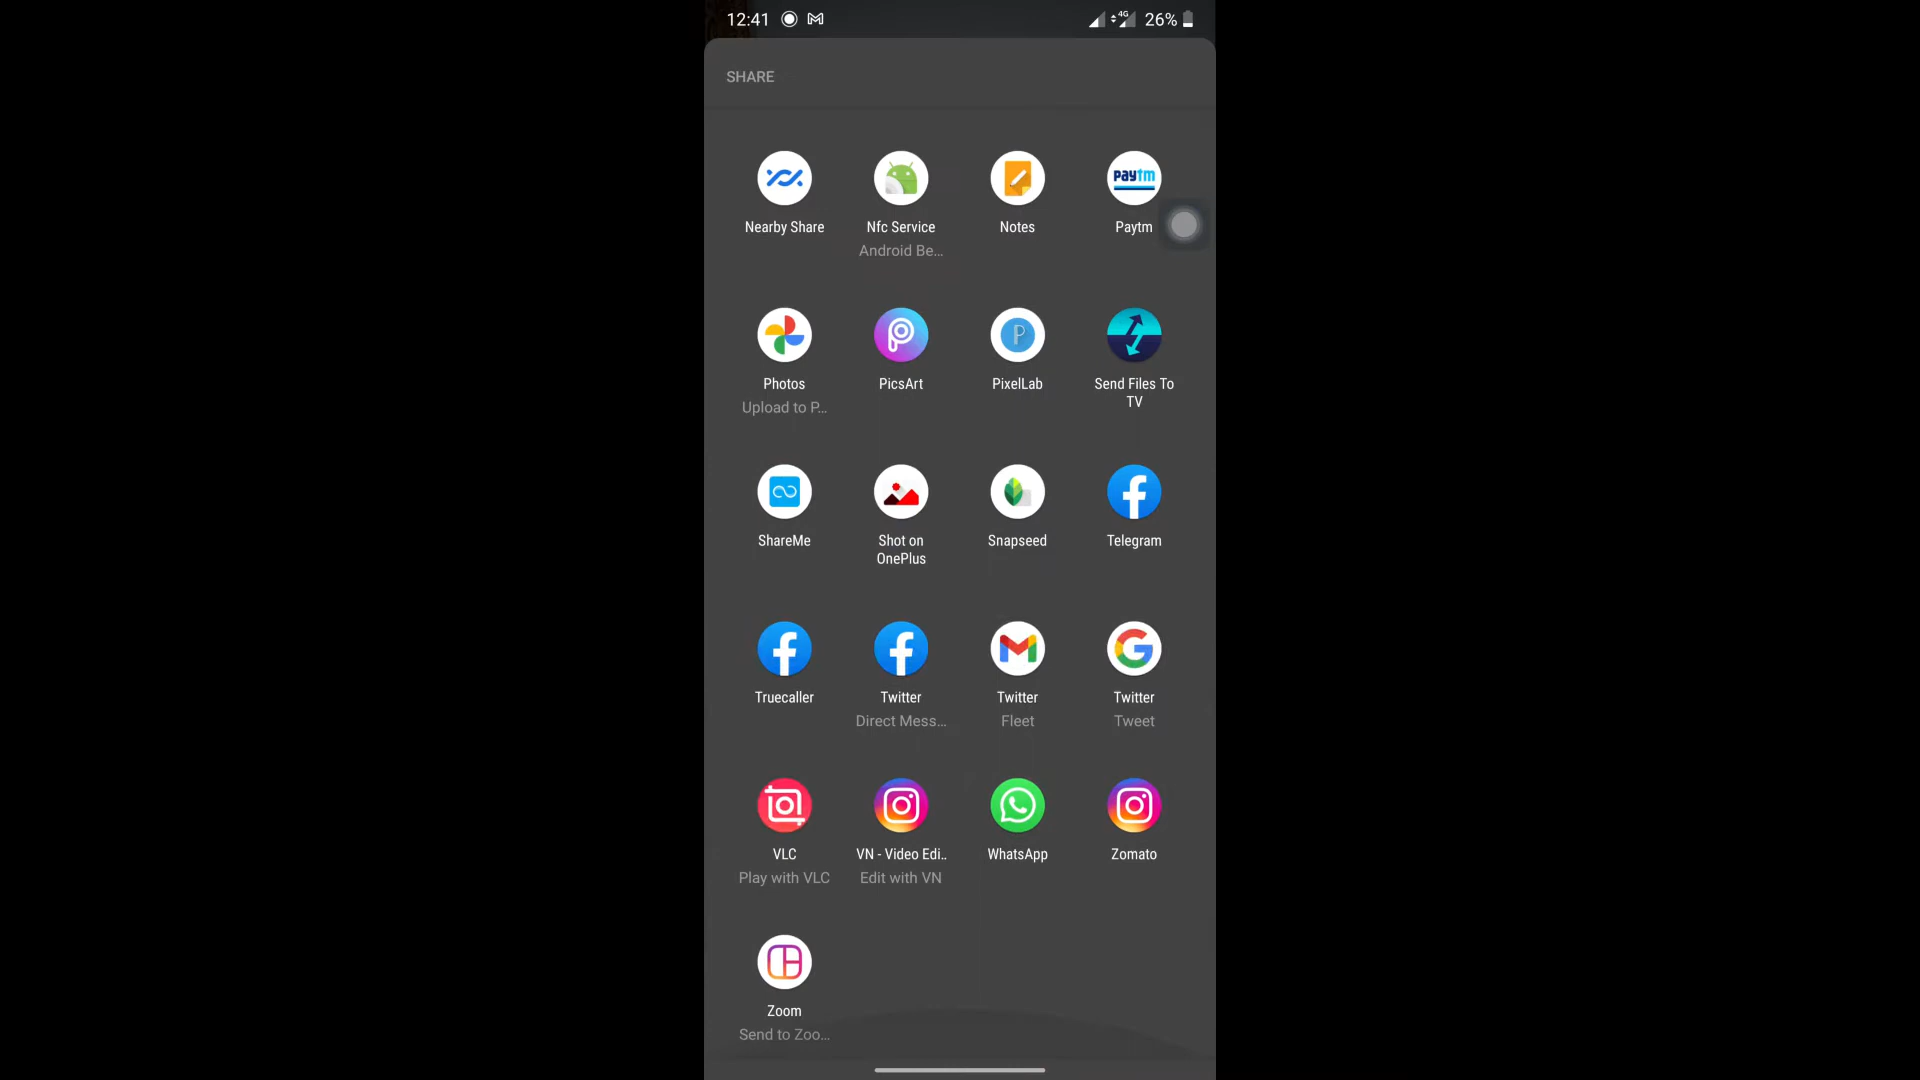 12:41
4G
26%
SHARE
paytm
Nearby Share
Nfc Service
Notes
Paytm
Android Be...
P
Photos
PicsArt
PixelLab
Send Files To
TV
Upload to P...
ShareMe
Shot on
OnePlus
Snapseed
Telegram
Truecaller
Twitter
Twitter
Twitter
Direct Mess...
Fleet
Tweet
VLC
VN - Video Edi..
WhatsApp
Zomato
Play with VLC
Edit with VN
Zoom
Send to Zoo...